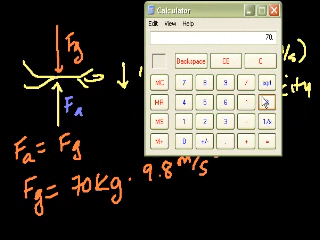 Calculator
Edit View Help
70.
Backspace CE C
MC 7 8 9 / sqrt
MR 4 5 6 * %
MS 1 2 3 - 1/x
M+ 0 +/- . + =
Fg
Fa
/s)
city
Fa = Fg
Fg = 70kg · 9.8 m/s